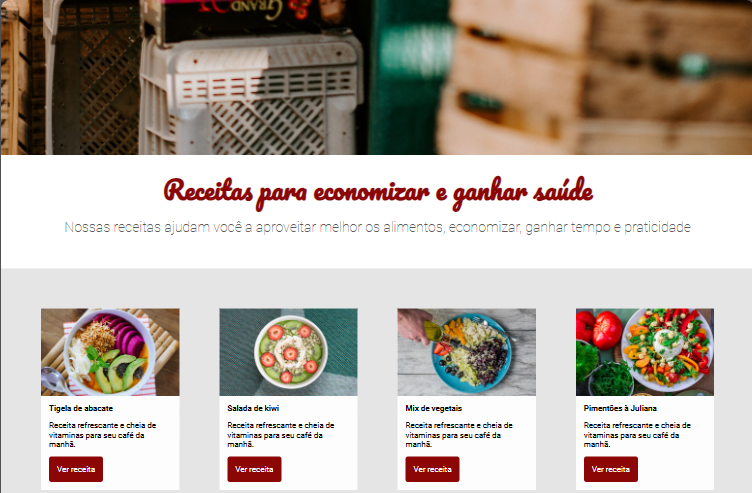 GRAND
Receitas para economizar e ganhar saúde
Nossas receitas ajudam você a aproveitar melhor os alimentos, economizar, ganhar tempo e praticidade
Tigela de abacate
Receita refrescante e cheia de
vitaminas para seu café da
manhã.
Ver receita
Salada de kiwi
Receita refrescante e cheia de
vitaminas para seu café da
manhã.
Ver receita
Mix de vegetais
Receita refrescante e cheia de
vitaminas para seu café da
manhã.
Ver receita
Pimentões à Juliana
Receita refrescante e cheia de
vitaminas para seu café da
manhã.
Ver receita